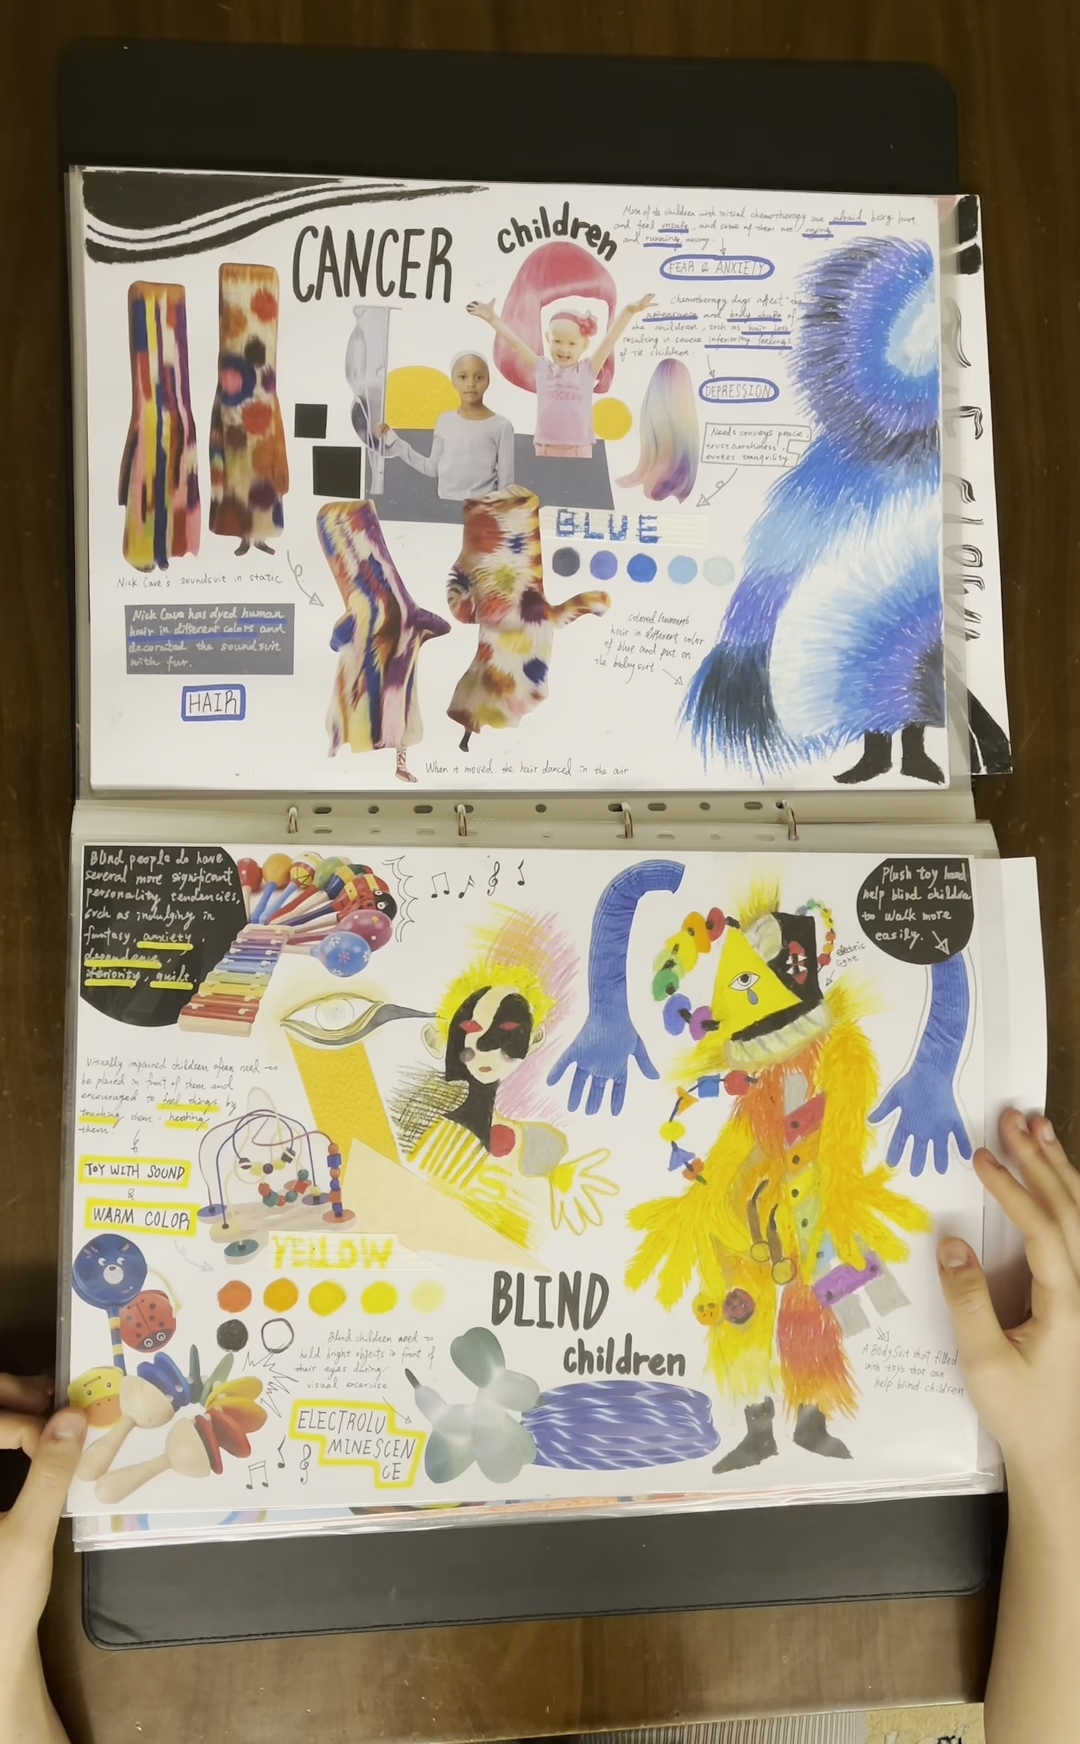 CANCER
children
Most of the children with initial chemotherapy are afraid being
and feel unsafe, and some of them are crying
and running away.
FEAR & ANXIETY
Chemotherapy drugs affect the
appearance and body shape of
the children, such as hair loss
resulting in severe inferiority feelings
of the children.
DEPRESSION
Needs conveys peace,
trustworthiness,
evokes tranquility.
BLUE
Nick Cave's soundsuit in static
Nick Cave has dyed human
hair in different colors and
decorated the soundsuit
with fur.
HAIR
colored human's
hair in different color
of blue and put on
the bodysuit
When it moved, the hair danced in the air
Blind people do have
several more significant
personality tendencies,
such as indulging in
fantasy, anxiety,
dependence,
iferiority, guilt.
Plush toy hand
help blind children
to walk more
easily.
electric
light
Visually impaired children often need to
be placed in front of them and
encouraged to feel things by
touching them, heating
them.
TOY WITH SOUND
&
WARM COLOR
YELLOW
BLIND
children
Blind children need to
hold bright objects in front of
their eyes during
visual exercise
ELECTROLU
MINESCEN
CE
A BodySuit that filled
with toys that can
help blind children